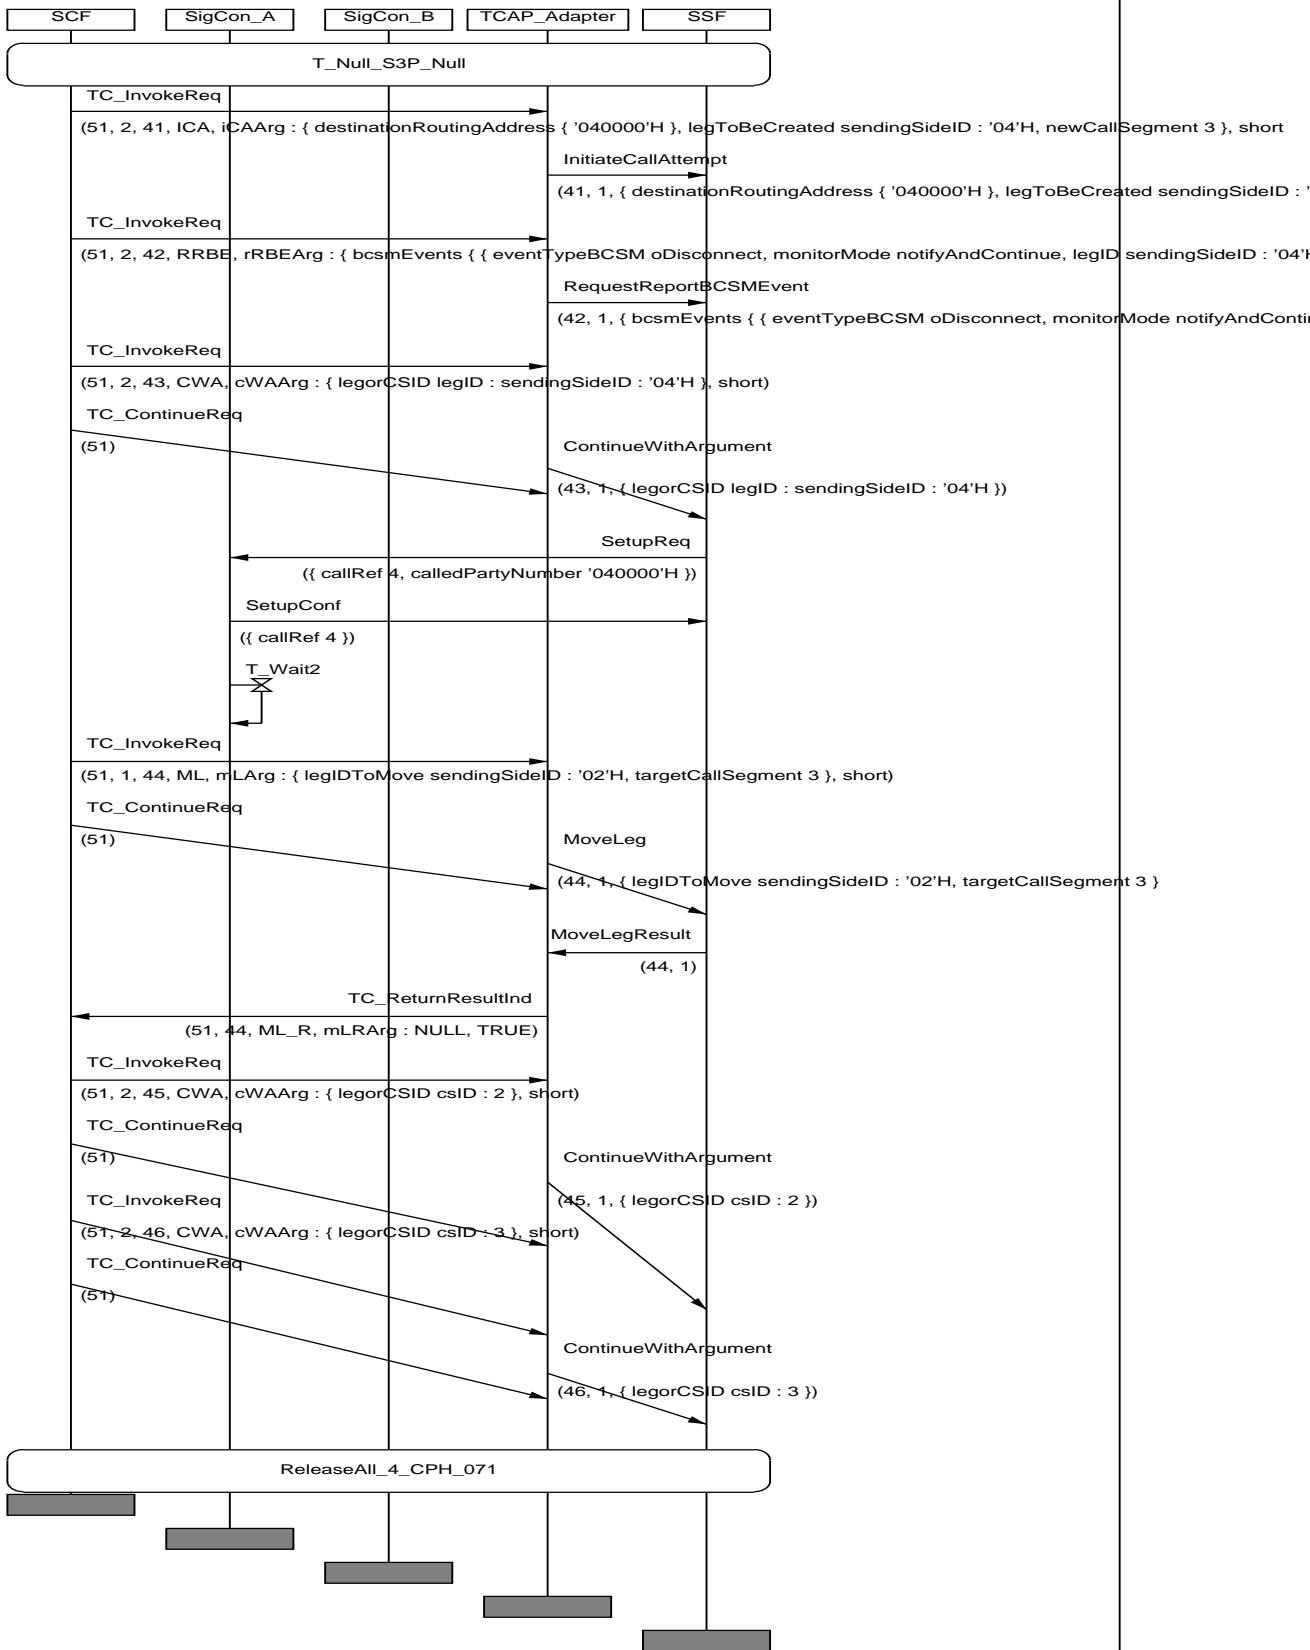 SCF SigCon_A SigCon_B TCAP_Adapter SSF
T_Null_S3P_Null
TC_InvokeReq
(51, 2, 41, ICA, iCAArg : { destinationRoutingAddress { '040000'H }, legToBeCreated sendingSideID : '04'H, newCallSegment 3 }, short
InitiateCallAttempt
(41, 1, { destinationRoutingAddress { '040000'H }, legToBeCreated sendingSideID : '
TC_InvokeReq
(51, 2, 42, RRBE, rRBEArg : { bcsmEvents { { eventTypeBCSM oDisconnect, monitorMode notifyAndContinue, legID sendingSideID : '04'H
RequestReportBCSMEvent
(42, 1, { bcsmEvents { { eventTypeBCSM oDisconnect, monitorMode notifyAndContin
TC_InvokeReq
(51, 2, 43, CWA, cWAArg : { legorCSID legID : sendingSideID : '04'H }, short)
TC_ContinueReq
(51)
ContinueWithArgument
(43, 1, { legorCSID legID : sendingSideID : '04'H })
SetupReq
({ callRef 4, calledPartyNumber '040000'H })
SetupConf
({ callRef 4 })
T_Wait2
TC_InvokeReq
(51, 1, 44, ML, mLArg : { legIDToMove sendingSideID : '02'H, targetCallSegment 3 }, short)
TC_ContinueReq
(51)
MoveLeg
(44, 1, { legIDToMove sendingSideID : '02'H, targetCallSegment 3 }
MoveLegResult
(44, 1)
TC_ReturnResultInd
(51, 44, ML_R, mLRArg : NULL, TRUE)
TC_InvokeReq
(51, 2, 45, CWA, cWAArg : { legorCSID csID : 2 }, short)
TC_ContinueReq
(51)
ContinueWithArgument
(45, 1, { legorCSID csID : 2 })
TC_InvokeReq
(51, 2, 46, CWA, cWAArg : { legorCSID csID : 3 }, short)
TC_ContinueReq
(51)
ContinueWithArgument
(46, 1, { legorCSID csID : 3 })
ReleaseAll_4_CPH_071